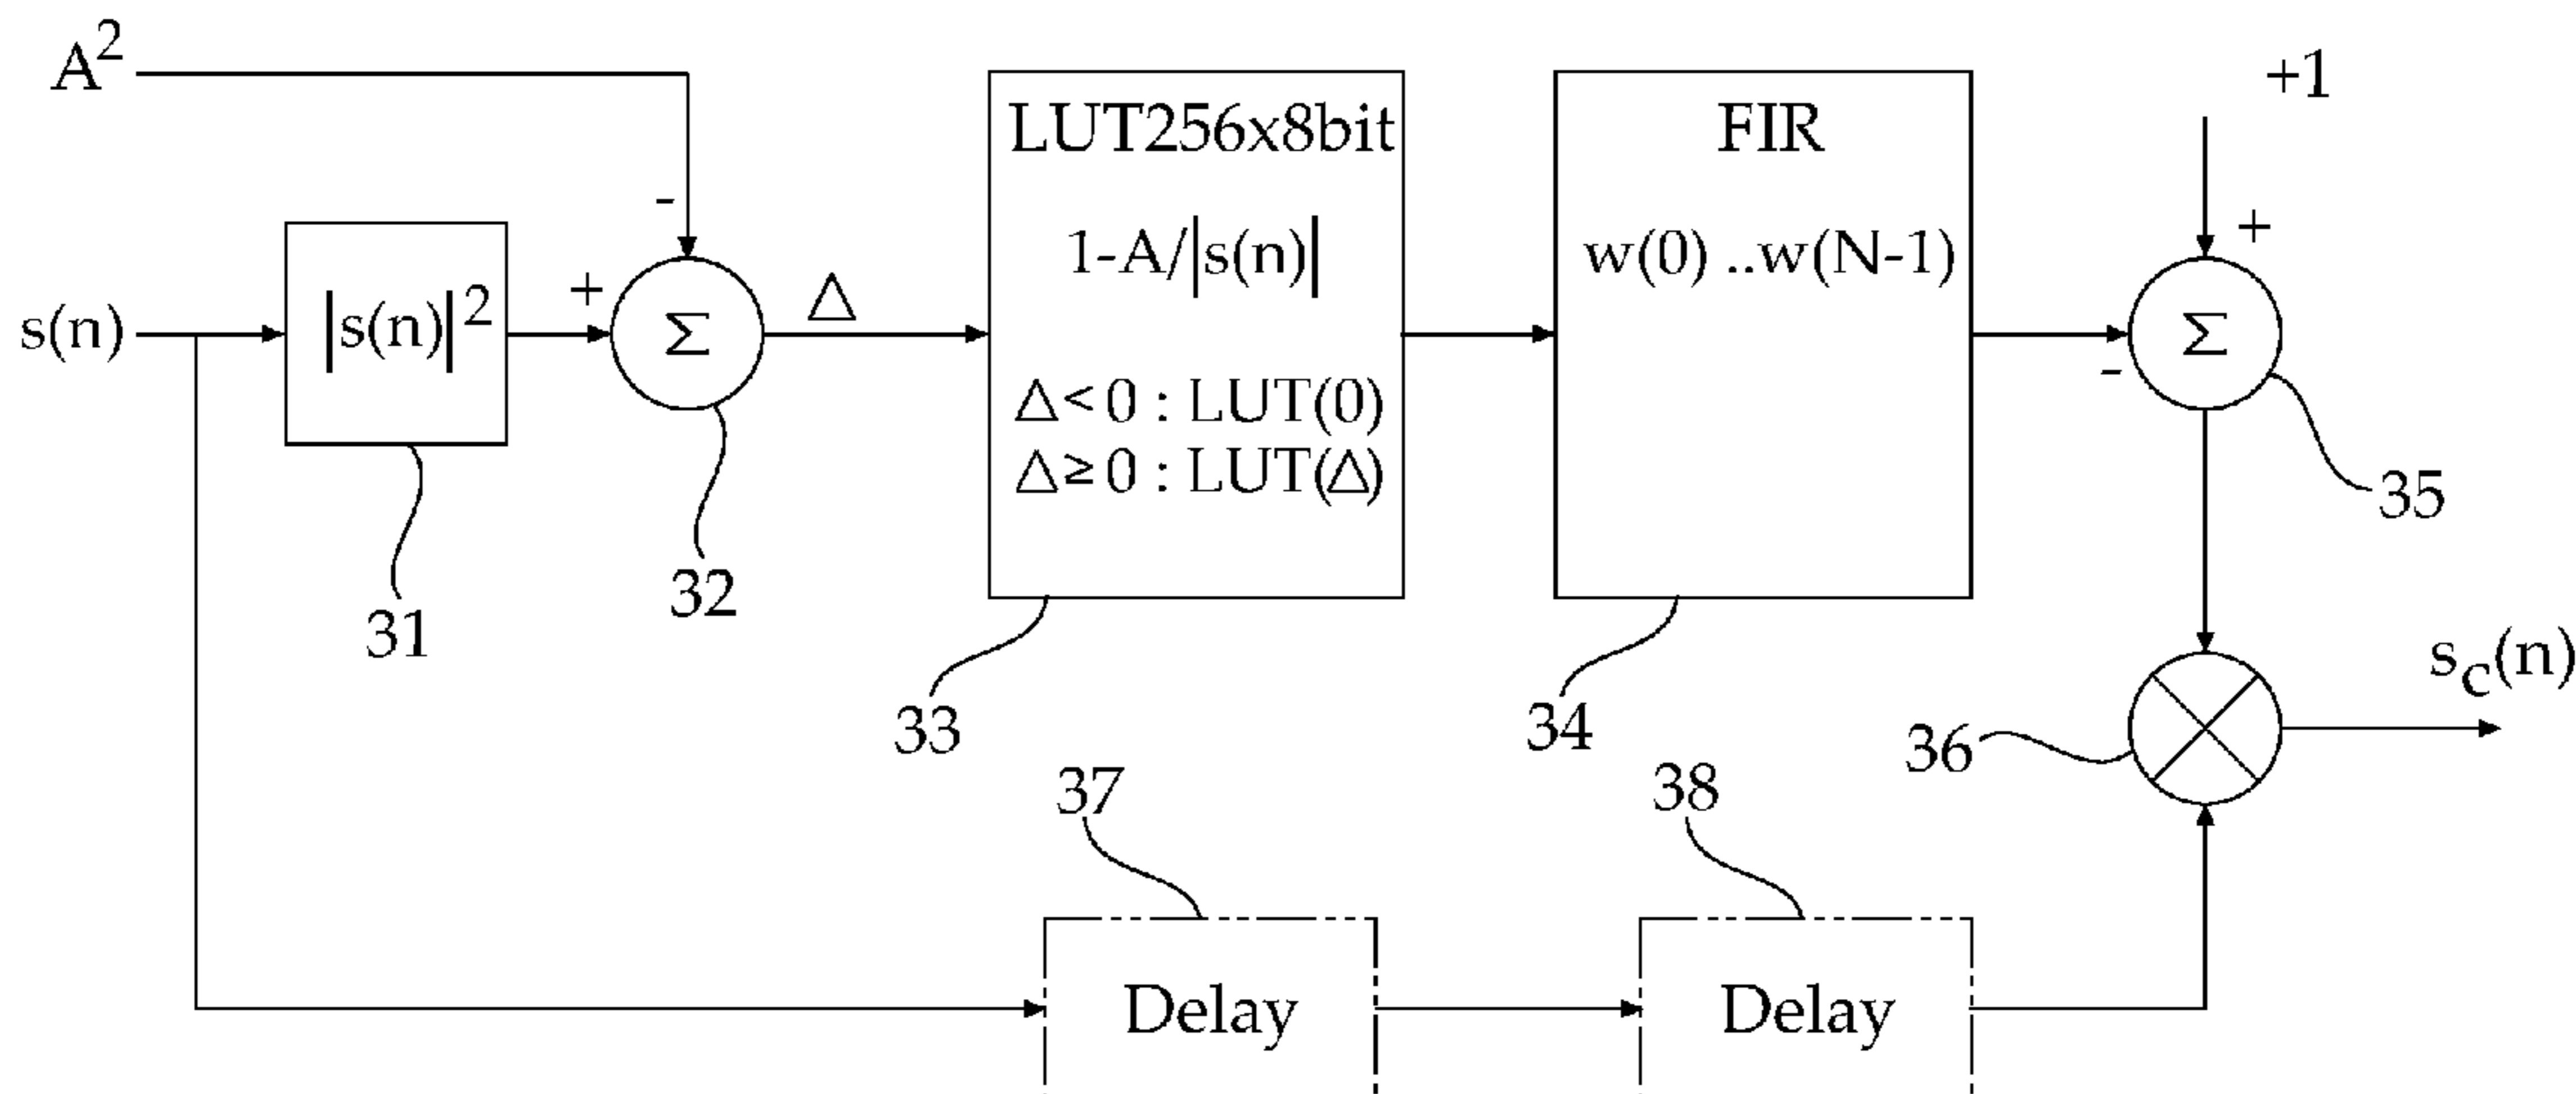 A²
+1
LUT256x8bit
FIR
-
+
1-A/|s(n)|
w(0) ..w(N-1)
s(n)
|s(n)|²
+
Σ
Δ
Σ
-
Δ< 0 : LUT(0)
Δ≥ 0 : LUT(Δ)
35
32
31
33
34
36
s_c(n)
37
38
Delay
Delay